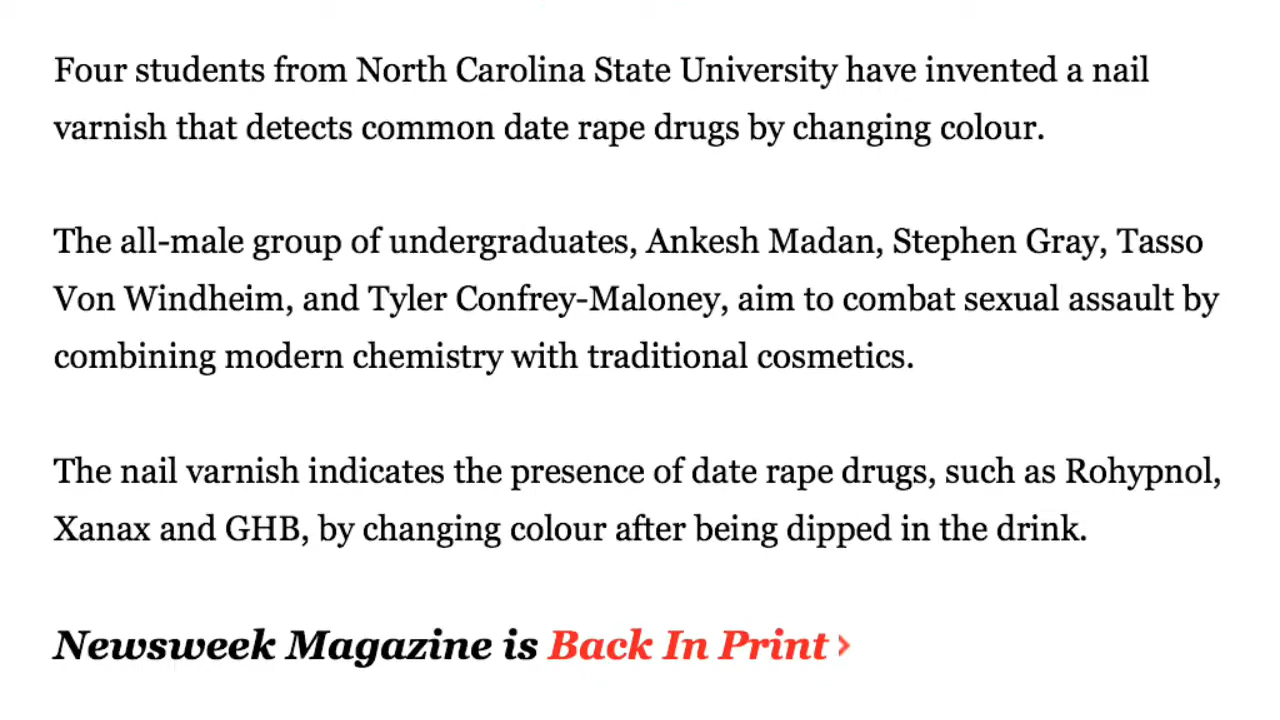 Four students from North Carolina State University have invented a nail
varnish that detects common date rape drugs by changing colour.
The all-male group of undergraduates, Ankesh Madan, Stephen Gray, Tasso
Von Windheim, and Tyler Confrey-Maloney, aim to combat sexual assault by
combining modern chemistry with traditional cosmetics.
The nail varnish indicates the presence of date rape drugs, such as Rohypnol,
Xanax and GHB, by changing colour after being dipped in the drink.
Newsweek Magazine is Back In Print ›